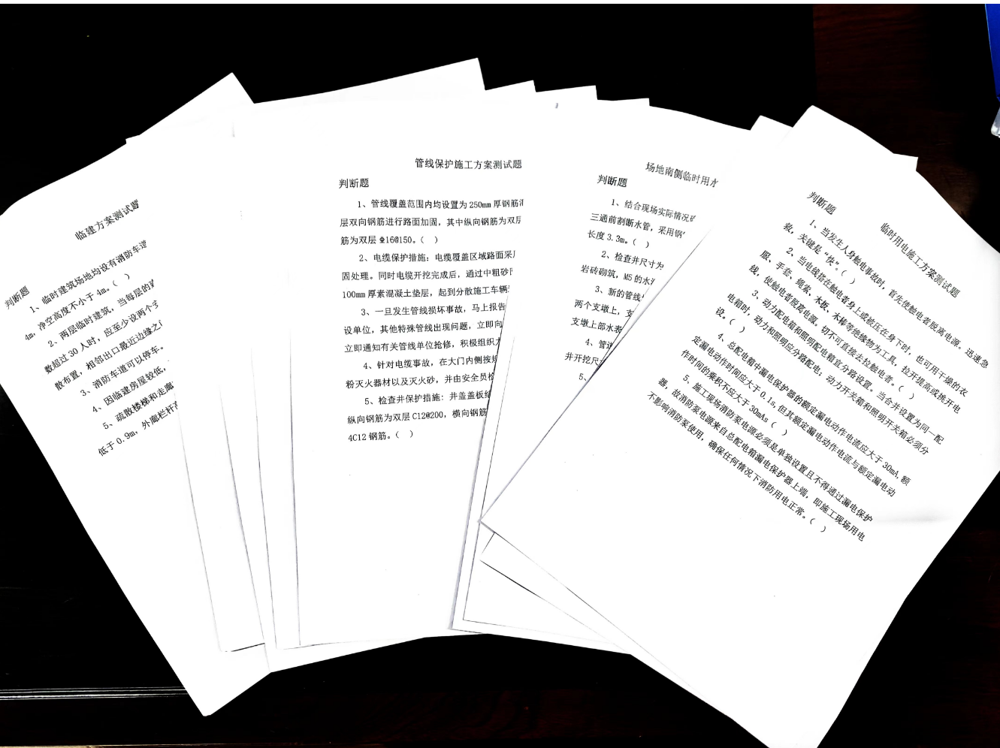 临建方案测试题
判断题
1、临时建筑场地均设有消防车道
4m，净空高度不小于 4m。（ ）
2、两层临时建筑，当每层的
数超过 30 人时，应至少设两个
散布置，相邻出口最近边缘之
3、消防车道可以停车。
4、因临建房屋较低，
5、疏散楼梯和走廊
低于 0.9m，外廊栏杆
管线保护施工方案测试题
判断题
1、管线覆盖范围内均设置为 250mm 厚钢筋
层双向钢筋进行路面加固，其中纵向钢筋为双层
筋为双层 ⌀16@150。（ ）
2、电缆保护措施：电缆覆盖区域路面采
固处理。同时电缆开挖完成后，通过中粗砂
100mm 厚素混凝土垫层，起到分散施工车辆
3、一旦发生管线损坏事故，马上报告
设单位，其他特殊管线出现问题，立即向
立即通知有关管线单位抢修，积极组织
4、针对电缆事故，在大门内侧按
粉灭火器材以及灭火砂，并由安全员
5、检查井保护措施：井盖盖板
纵向钢筋为双层 C12@200，横向钢筋
4C12 钢筋。（ ）
场地南侧临时用水
判断题
1、结合现场实际情况
三通前割断水管，采用钢
长度 3.3m。（ ）
2、检查井尺寸为
岩砖砌筑，M5 的水
3、新的管线
两个支墩上，支
支墩上部水表
4、管道
井开挖尺
5、
临时用电施工方案测试题
判断题
1、当发生人身触电事故时，首先使触电者脱离电源。迅速急
救，关键是“快”。（ ）
2、当电线搭在触电者身上或被压在身下时，也可用干燥的衣
服、手套、绳索、木板、木棒等绝缘物为工具，拉开提高或挑开电
线，使触电者脱离电源。切不可直接去拉触电者。（ ）
3、动力配电箱和照明配电箱宜分路设置。当合并设置为同一配
电箱时，动力和照明应分路配电；动力开关箱和照明开关箱必须分
设。（ ）
4、总配电箱中漏电保护器的额定漏电动作电流应大于 30mA，额
定漏电动作时间应大于 0.1s，但其额定漏电动作电流与额定漏电动
作时间的乘积不应大于 30mAs（ ）
5、施工现场消防泵电源必须是单独设置且不得通过漏电保护
器，故消防泵电源来自总配电箱漏电保护器上端，即施工现场用电
不影响消防泵使用，确保任何情况下消防用电正常。（ ）